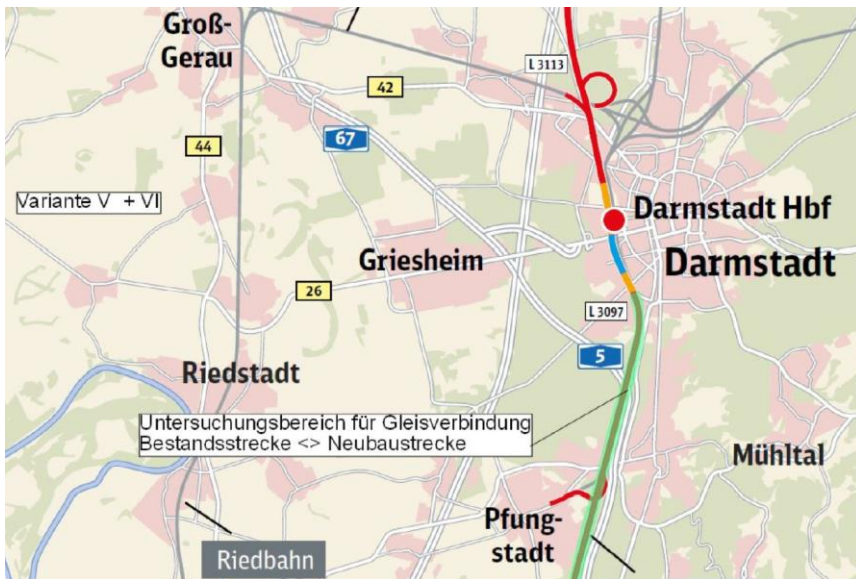 Groß-
Gerau
L 3113
42
67
44
Variante V + VI
Darmstadt Hbf
Griesheim
Darmstadt
26
L 3097
5
Riedstadt
Untersuchungsbereich für Gleisverbindung
Bestandsstrecke <> Neubaustrecke
Mühltal
Pfung-
stadt
Riedbahn